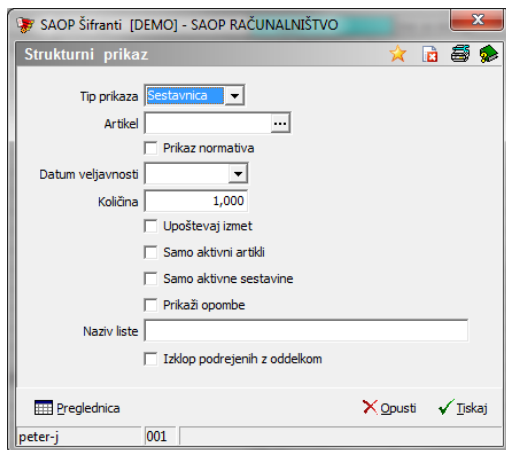 SAOP Šifranti [DEMO] - SAOP RAČUNALNIŠTVO
Strukturni prikaz
Tip prikaza Sestavnica
Artikel ...
Prikaz normativa
Datum veljavnosti
Količina 1,000
Upoštevaj izmet
Samo aktivni artikli
Samo aktivne sestavine
Prikaži opombe
Naziv liste
Izklop podrejenih z oddelkom
Preglednica Opusti Tiskaj
peter-j 001